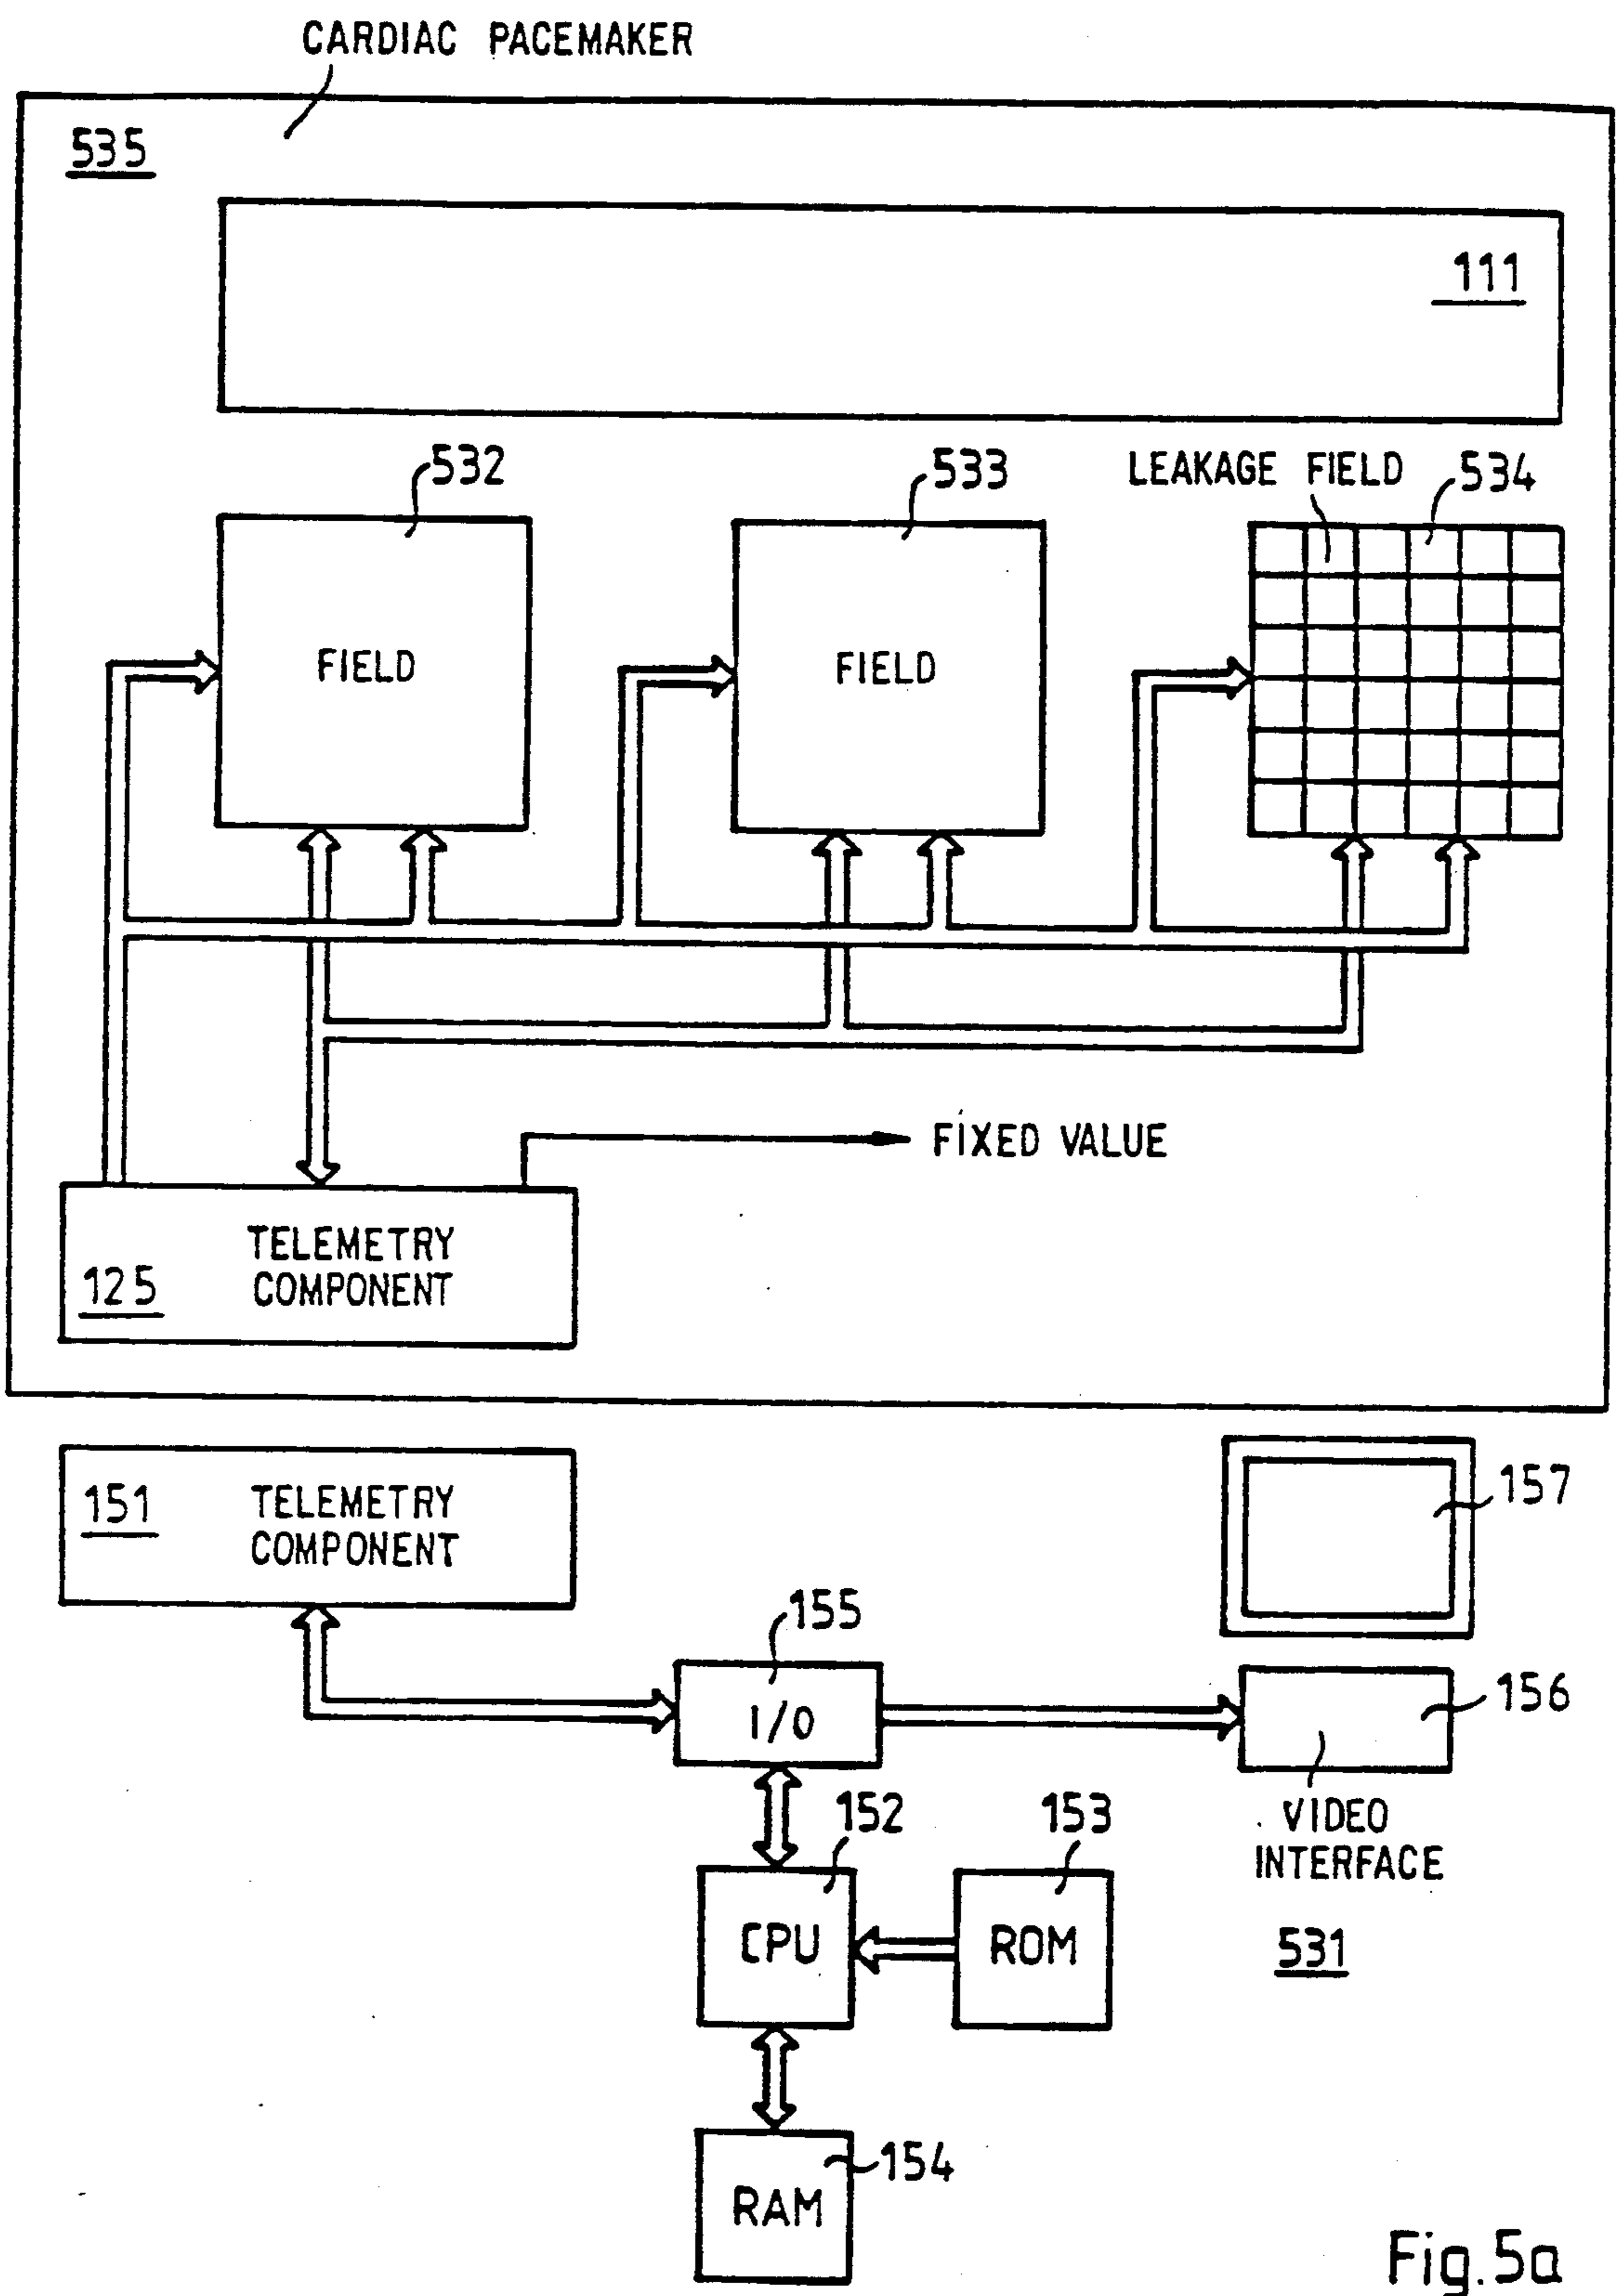 CARDIAC PACEMAKER
535
111
532
533
LEAKAGE FIELD
534
FIELD
FIELD
FIXED VALUE
TELEMETRY
COMPONENT
125
151
TELEMETRY
COMPONENT
157
155
I/O
156
152
153
VIDEO
INTERFACE
CPU
ROM
531
154
RAM
Fig.5a